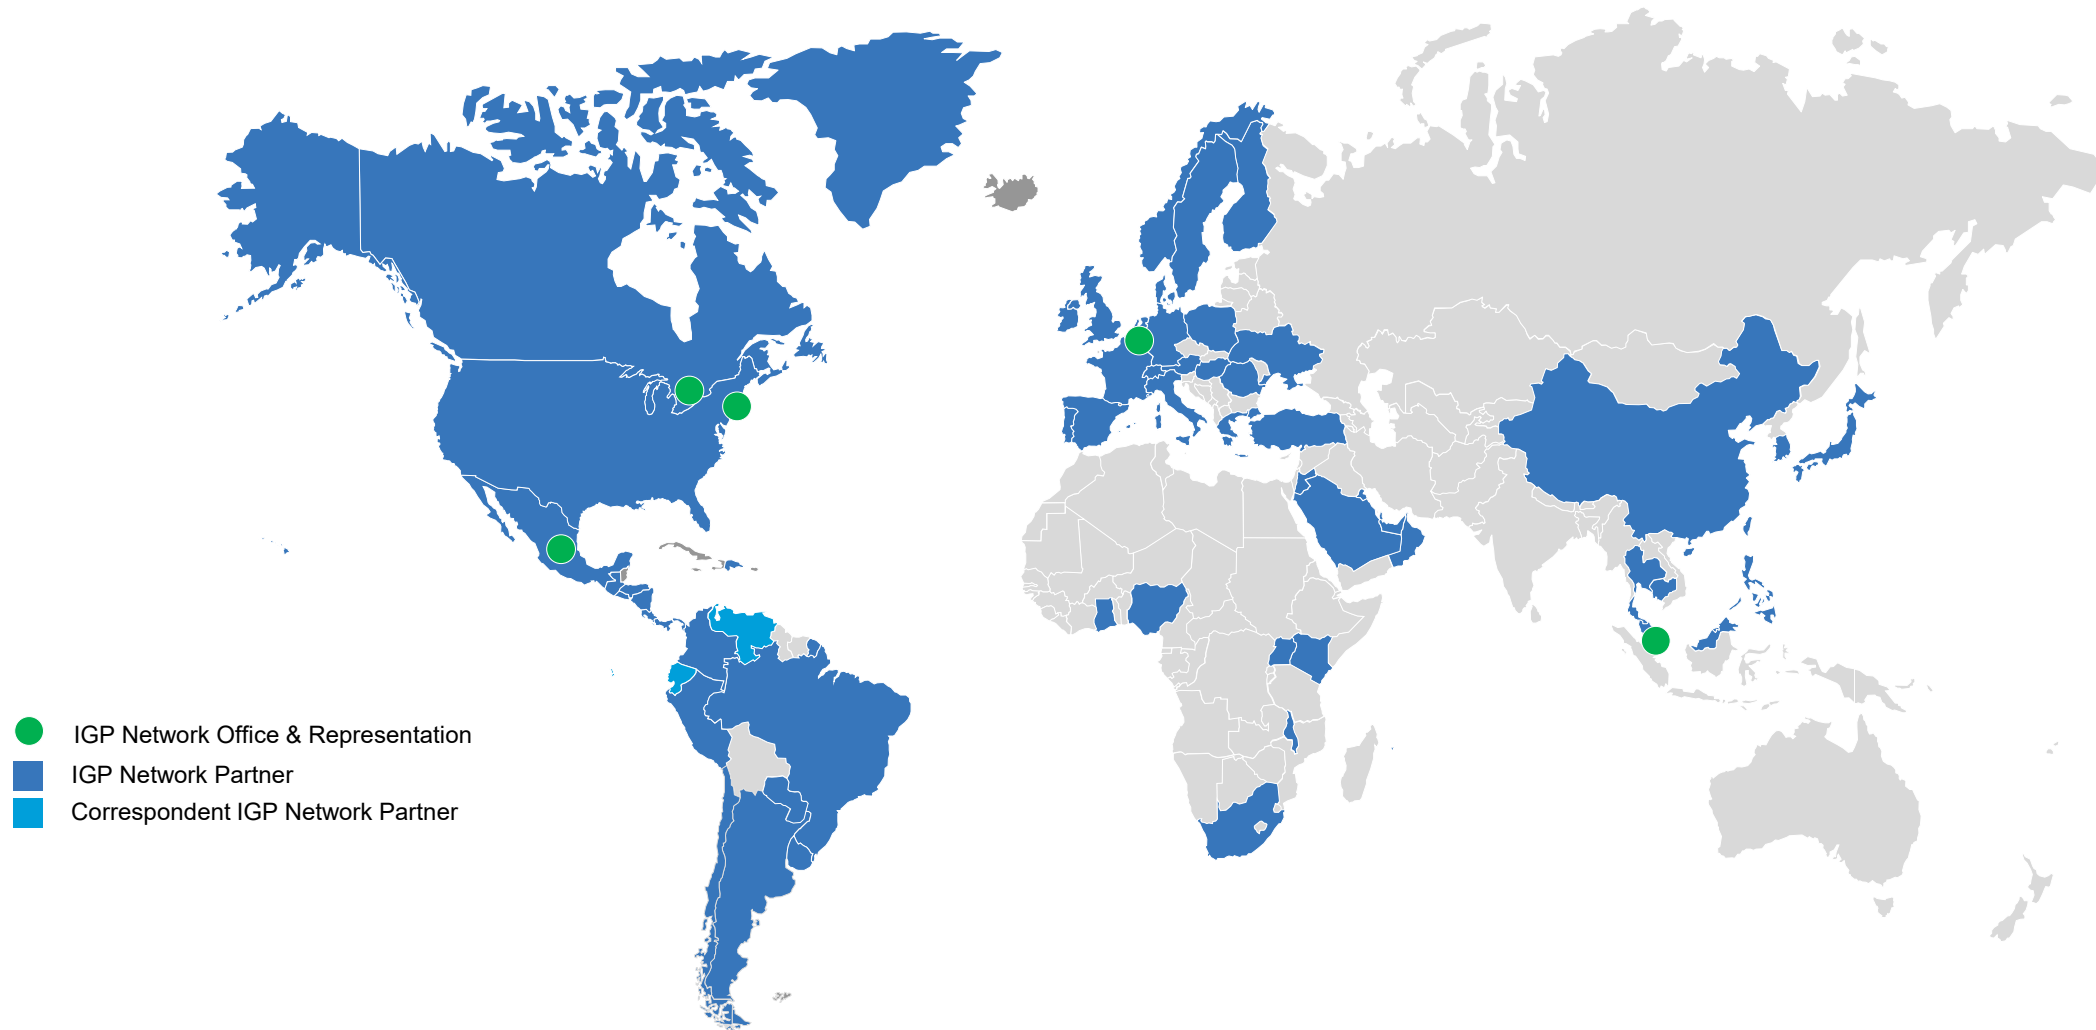 IGP Network Office & Representation
IGP Network Partner
Correspondent IGP Network Partner